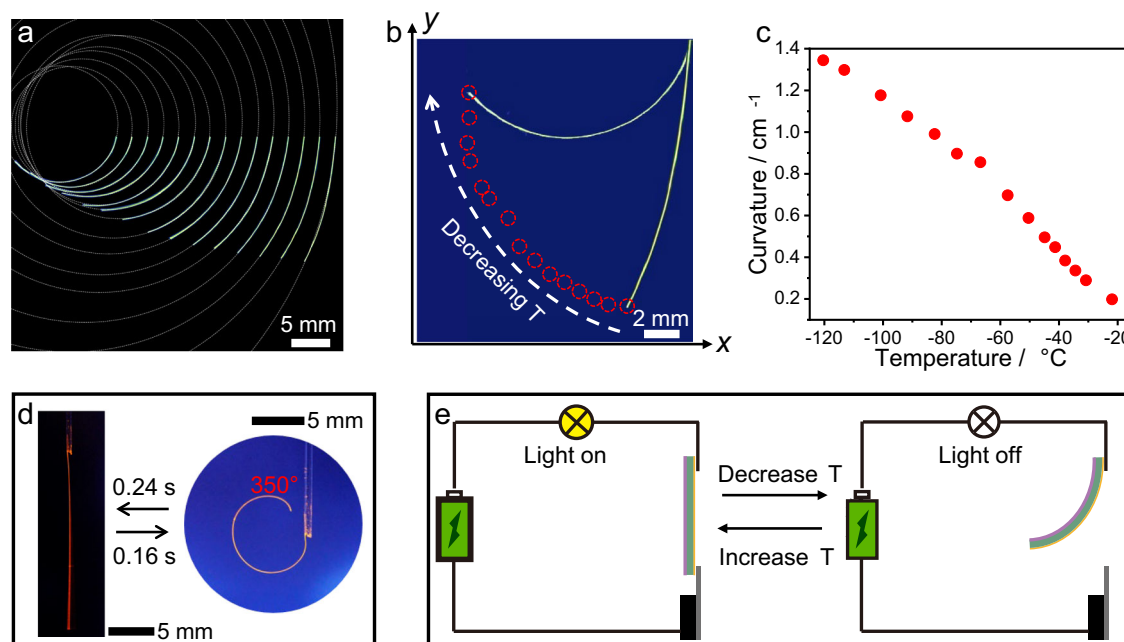 a
5 mm
b
y
Decreasing T
2 mm
x
c
Curvature / cm -1
1.4
1.2
1.0
0.8
0.6
0.4
0.2
-120 -100 -80 -60 -40 -20
Temperature / °C
d
5 mm
0.24 s
0.16 s
350°
5 mm
e
Light on
Decrease T
Increase T
Light off